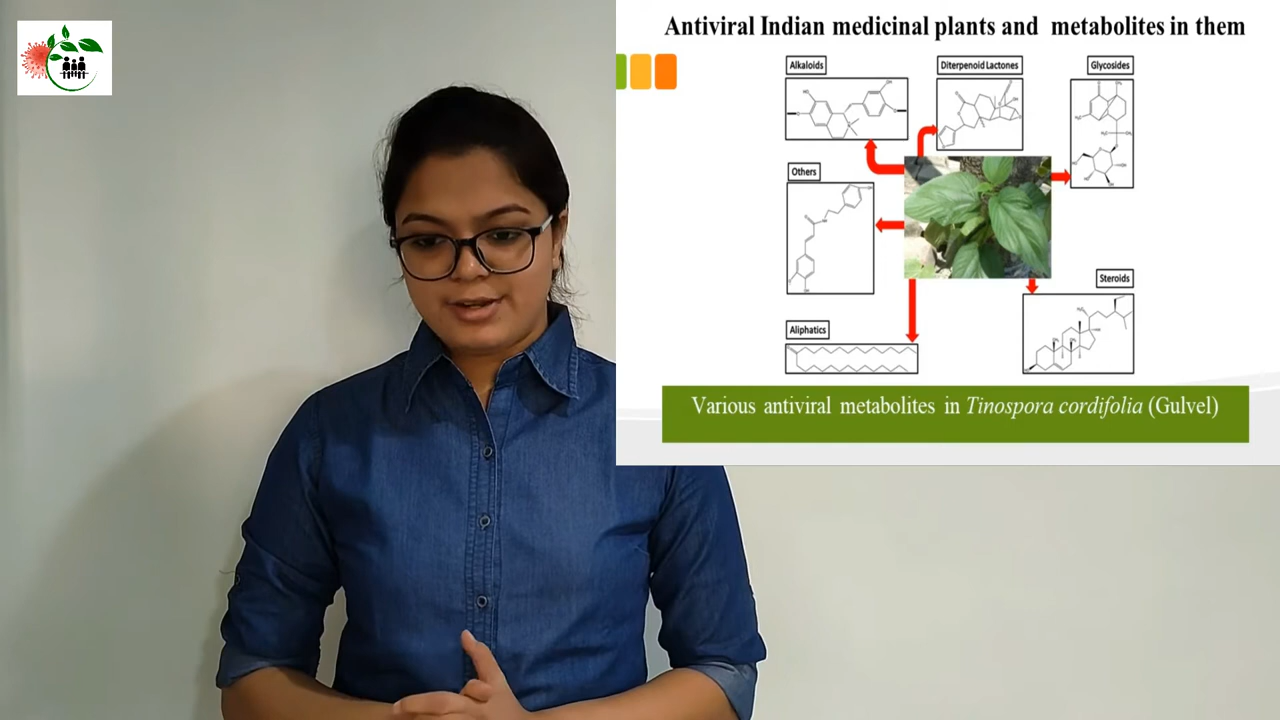 Antiviral Indian medicinal plants and metabolites in them
Alkaloids
Diterpenoid Lactones
Glycosides
Others
Steroids
Aliphatics
Various antiviral metabolites in Tinospora cordifolia (Gulvel)